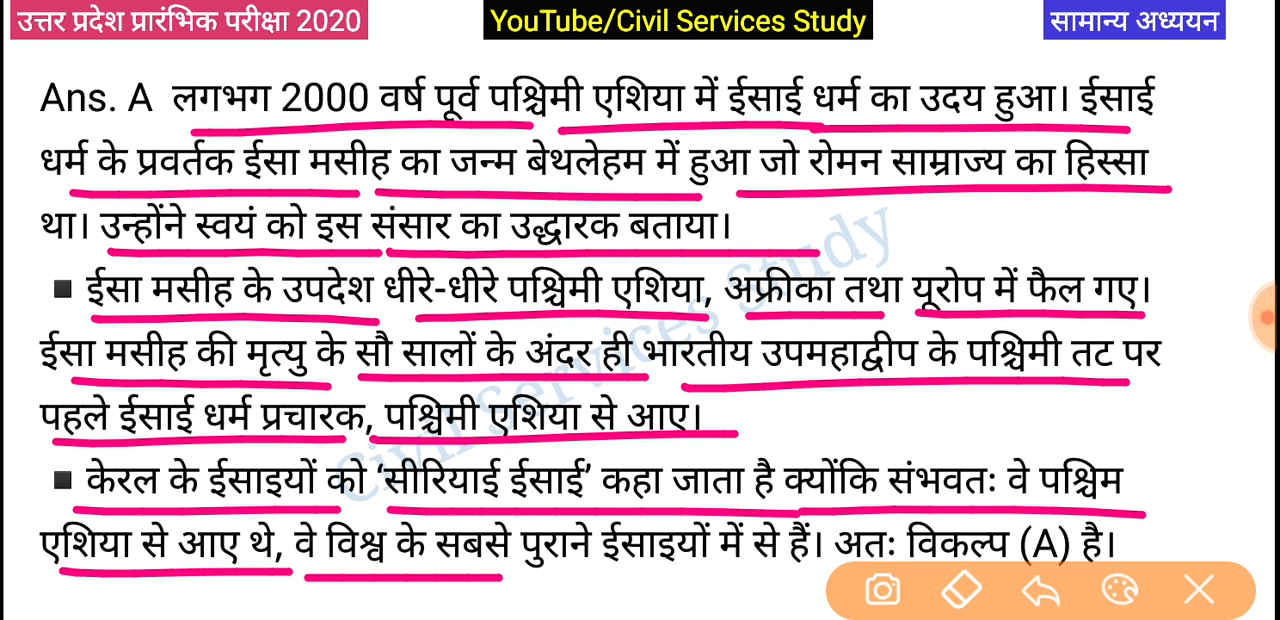 उत्तर प्रदेश प्रारंभिक परीक्षा 2020
YouTube/Civil Services Study
सामान्य अध्ययन
Ans. A लगभग 2000 वर्ष पूर्व पश्चिमी एशिया में ईसाई धर्म का उदय हुआ। ईसाई
धर्म के प्रवर्तक ईसा मसीह का जन्म बेथलेहम में हुआ जो रोमन साम्राज्य का हिस्सा
था। उन्होंने स्वयं को इस संसार का उद्धारक बताया।
▪ ईसा मसीह के उपदेश धीरे-धीरे पश्चिमी एशिया, अफ्रीका तथा यूरोप में फैल गए।
ईसा मसीह की मृत्यु के सौ सालों के अंदर ही भारतीय उपमहाद्वीप के पश्चिमी तट पर
पहले ईसाई धर्म प्रचारक, पश्चिमी एशिया से आए।
▪ केरल के ईसाइयों को ‘सीरियाई ईसाई’ कहा जाता है क्योंकि संभवतः वे पश्चिम
एशिया से आए थे, वे विश्व के सबसे पुराने ईसाइयों में से हैं। अतः विकल्प (A) है।
Civil Services Study